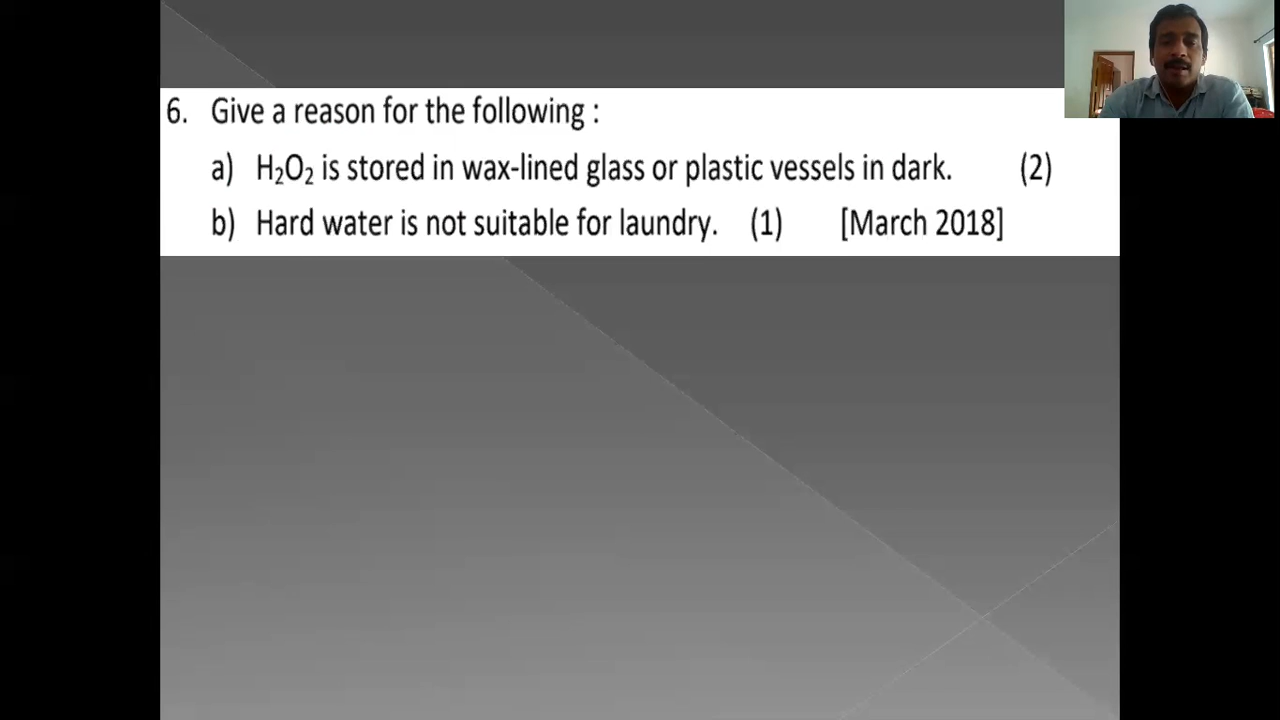 6. Give a reason for the following :
a) H₂O₂ is stored in wax-lined glass or plastic vessels in dark. (2)
b) Hard water is not suitable for laundry. (1) [March 2018]